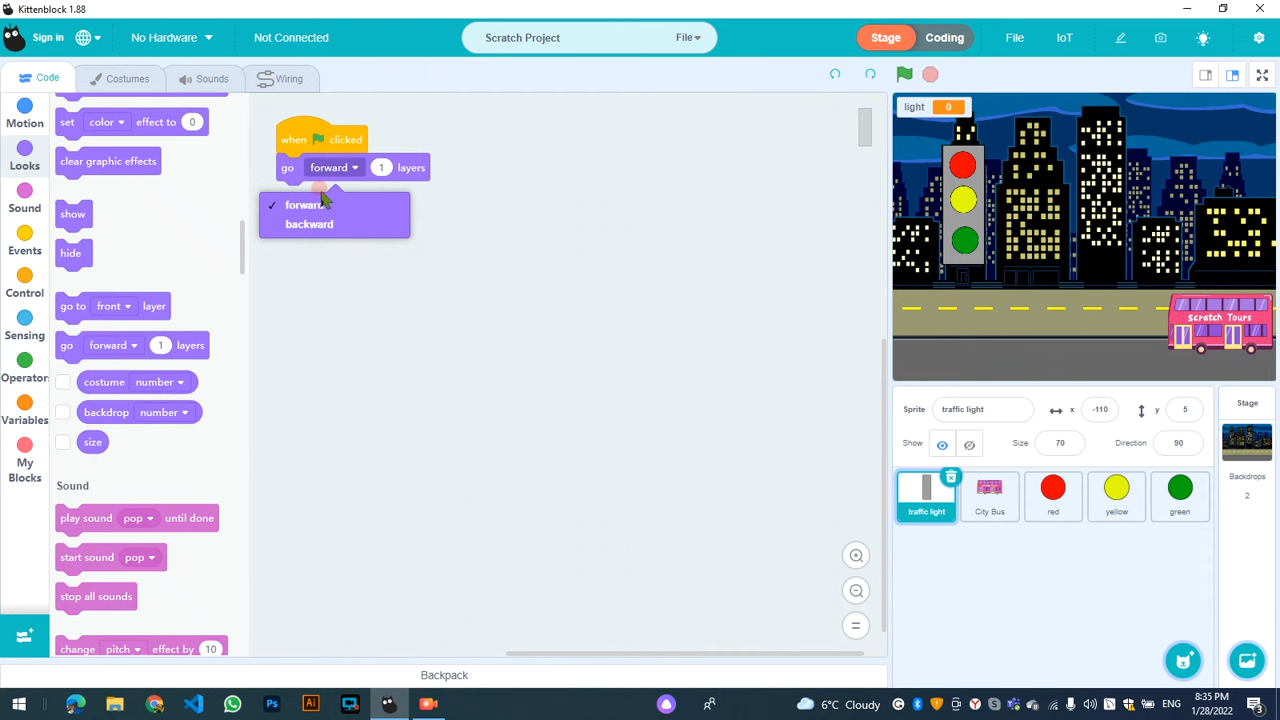 Kittenblock 1.88
Sign in
No Hardware
Not Connected
Scratch Project
File
Stage
Coding
File
IoT
Code
Costumes
Sounds
Wiring
Motion
Looks
Sound
Events
Control
Sensing
Operators
Variables
My
Blocks
set color effect to 0
clear graphic effects
show
hide
go to front layer
go forward 1 layers
costume number
backdrop number
size
Sound
play sound pop until done
start sound pop
stop all sounds
change pitch effect by 10
when clicked
go forward 1 layers
✓ forward
backward
light 0
Scratch Tours
Sprite traffic light x -110 y 5
Show Size 70 Direction 90
Stage
Backdrops
2
traffic light
City Bus
red
yellow
green
Backpack
6°C Cloudy
ENG
8:35 PM
1/28/2022
3